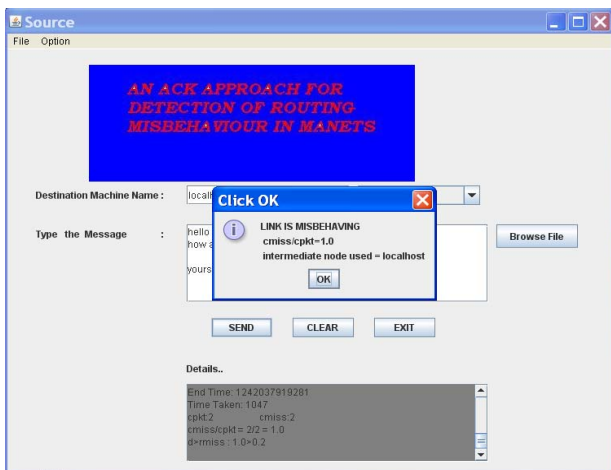 Source
File Option
AN ACK APPROACH FOR
DETECTION OF ROUTING
MISBEHAVIOUR IN MANETS
Destination Machine Name :
Click OK
LINK IS MISBEHAVING
cmiss/cpkt=1.0
intermediate node used = localhost
OK
Type the Message :
hello
how
yours
Browse File
SEND CLEAR EXIT
Details..
End Time: 1242037919281
Time Taken: 1047
cpkt:2 cmiss:2
cmiss/cpkt = 2/2 = 1.0
d>rmiss : 1.0>0.2